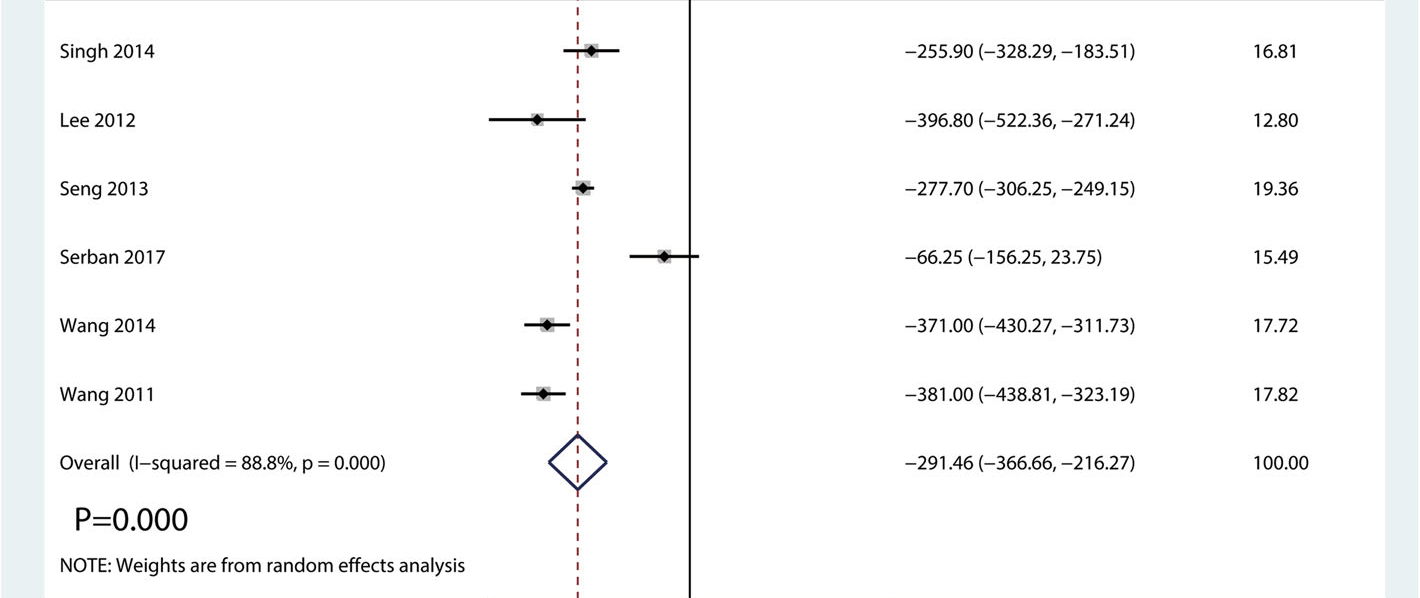 Singh 2014 −255.90 (−328.29, −183.51) 16.81
Lee 2012 −396.80 (−522.36, −271.24) 12.80
Seng 2013 −277.70 (−306.25, −249.15) 19.36
Serban 2017 −66.25 (−156.25, 23.75) 15.49
Wang 2014 −371.00 (−430.27, −311.73) 17.72
Wang 2011 −381.00 (−438.81, −323.19) 17.82
Overall (I−squared = 88.8%, p = 0.000) −291.46 (−366.66, −216.27) 100.00
P=0.000
NOTE: Weights are from random effects analysis